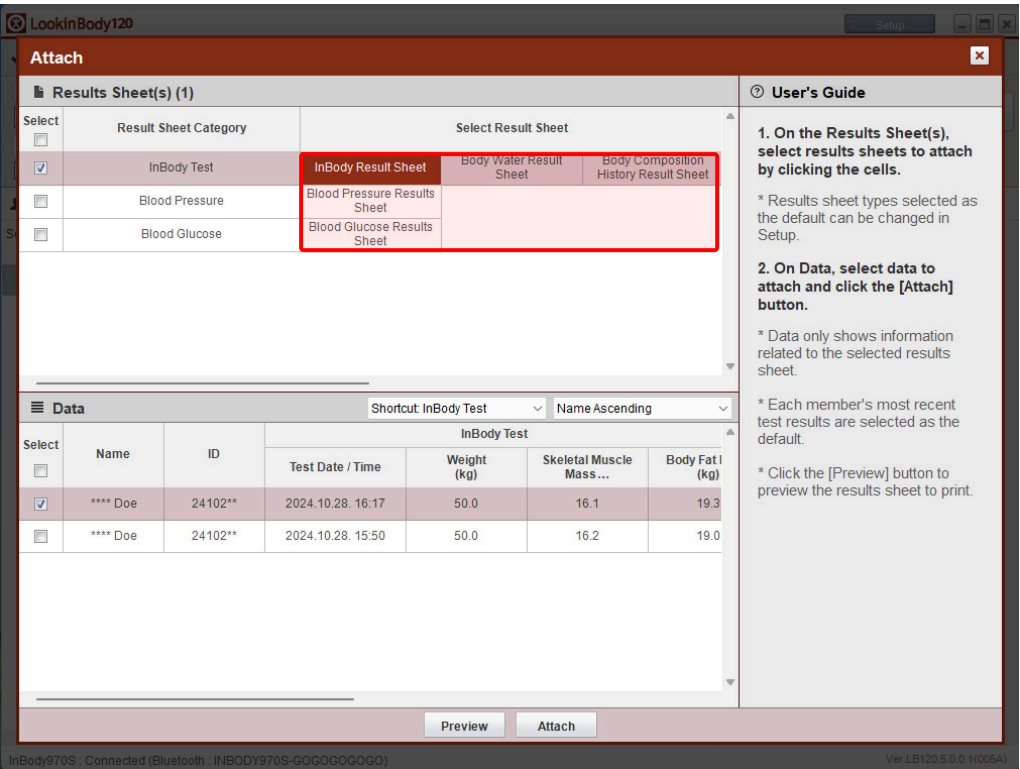 LookinBody120
Setup
Attach
Results Sheet(s) (1)
Select
Result Sheet Category
Select Result Sheet
InBody Test
InBody Result Sheet
Body Water Result
Sheet
Body Composition
History Result Sheet
Blood Pressure
Blood Pressure Results
Sheet
Blood Glucose
Blood Glucose Results
Sheet
Data
Shortcut: InBody Test
Name Ascending
Select
Name
ID
InBody Test
Test Date / Time
Weight
(kg)
Skeletal Muscle
Mass...
Body Fat
(kg)
**** Doe
24102**
2024.10.28. 16:17
50.0
16.1
19.3
**** Doe
24102**
2024.10.28. 15:50
50.0
16.2
19.0
Preview
Attach
User's Guide
1. On the Results Sheet(s),
select results sheets to attach
by clicking the cells.
* Results sheet types selected as
the default can be changed in
Setup.
2. On Data, select data to
attach and click the [Attach]
button.
* Data only shows information
related to the selected results
sheet.
* Each member's most recent
test results are selected as the
default.
* Click the [Preview] button to
preview the results sheet to print.
InBody970S : Connected (Bluetooth : INBODY970S-GOGOGOGOGO)
Ver.LB120.5.0.0.1(006A)